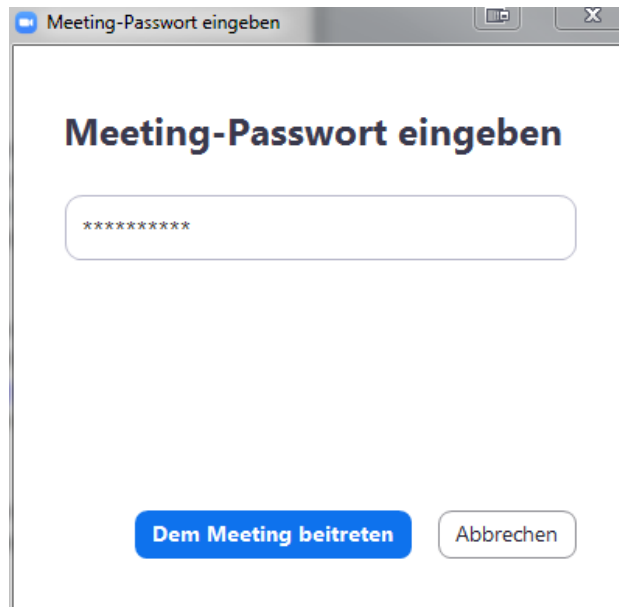 Meeting-Passwort eingeben
Meeting-Passwort eingeben
**********
Dem Meeting beitreten
Abbrechen